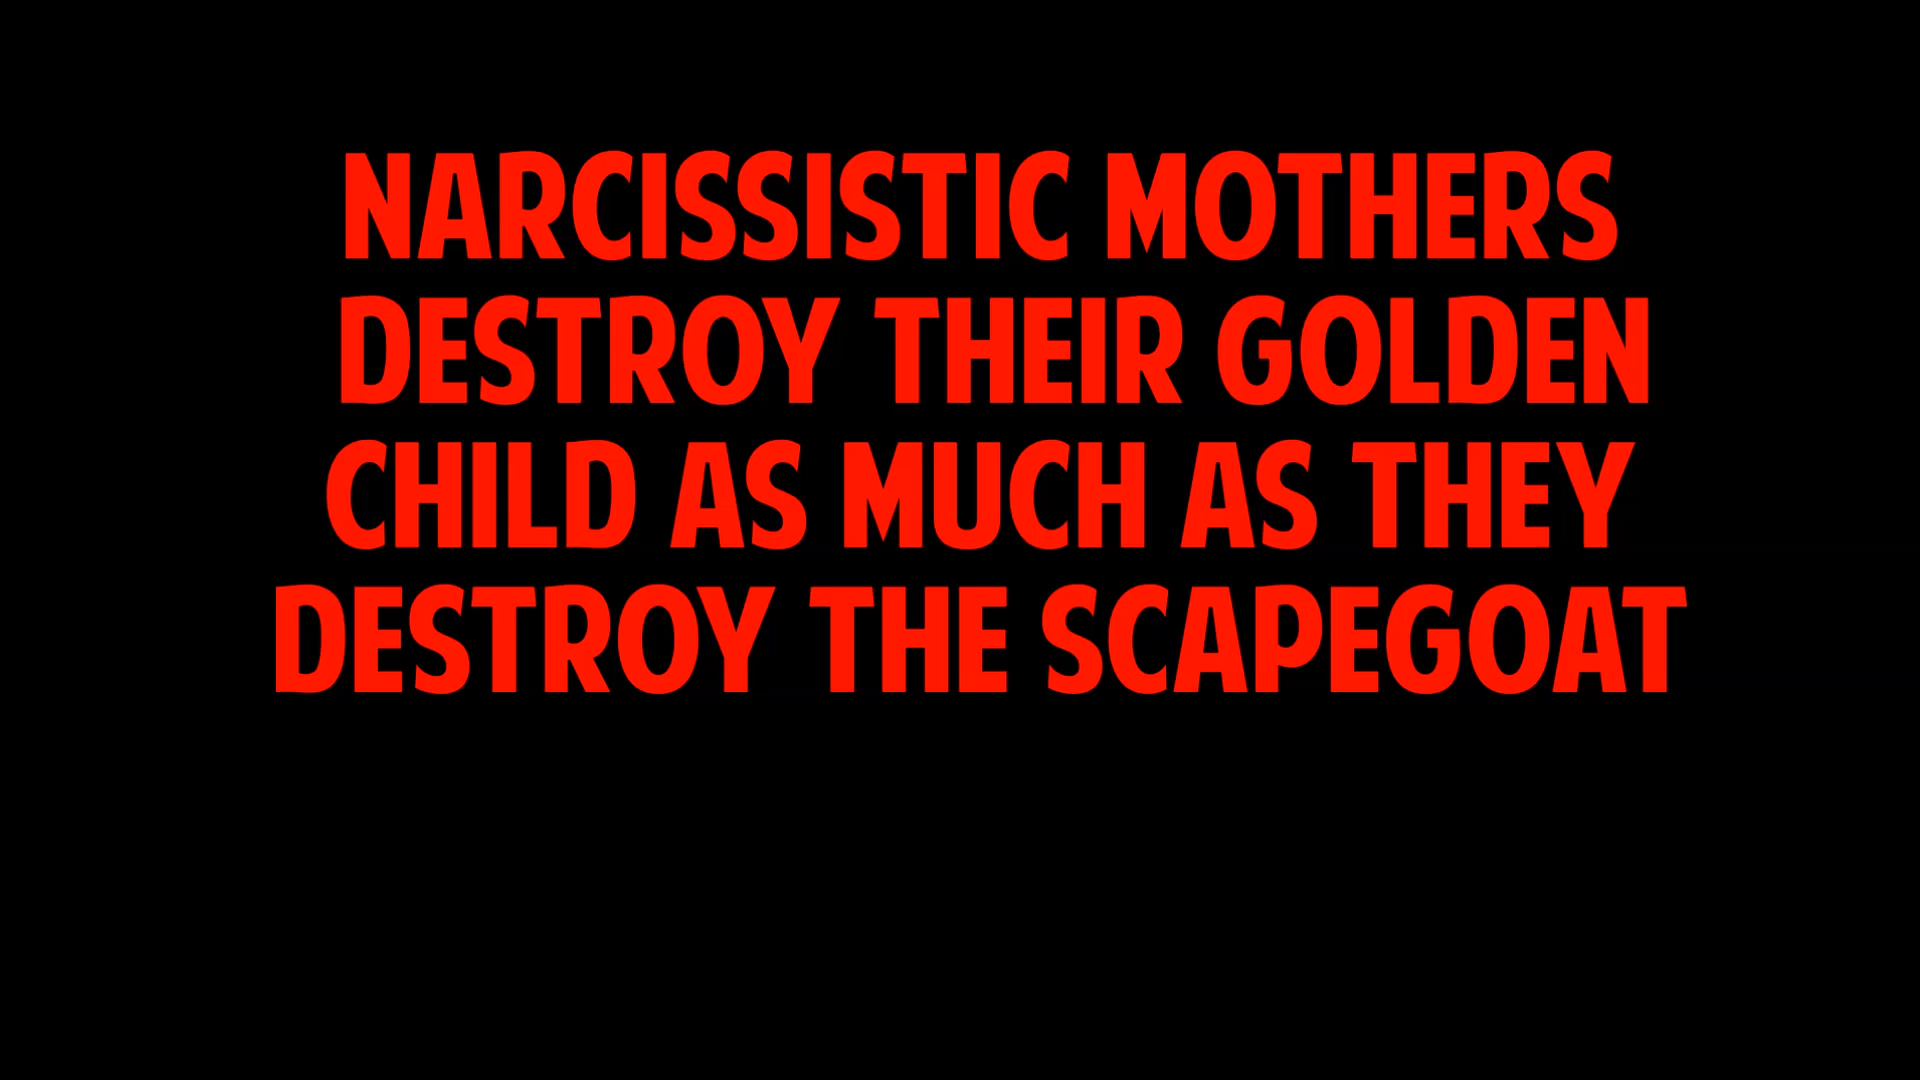 NARCISSISTIC MOTHERS
DESTROY THEIR GOLDEN
CHILD AS MUCH AS THEY
DESTROY THE SCAPEGOAT